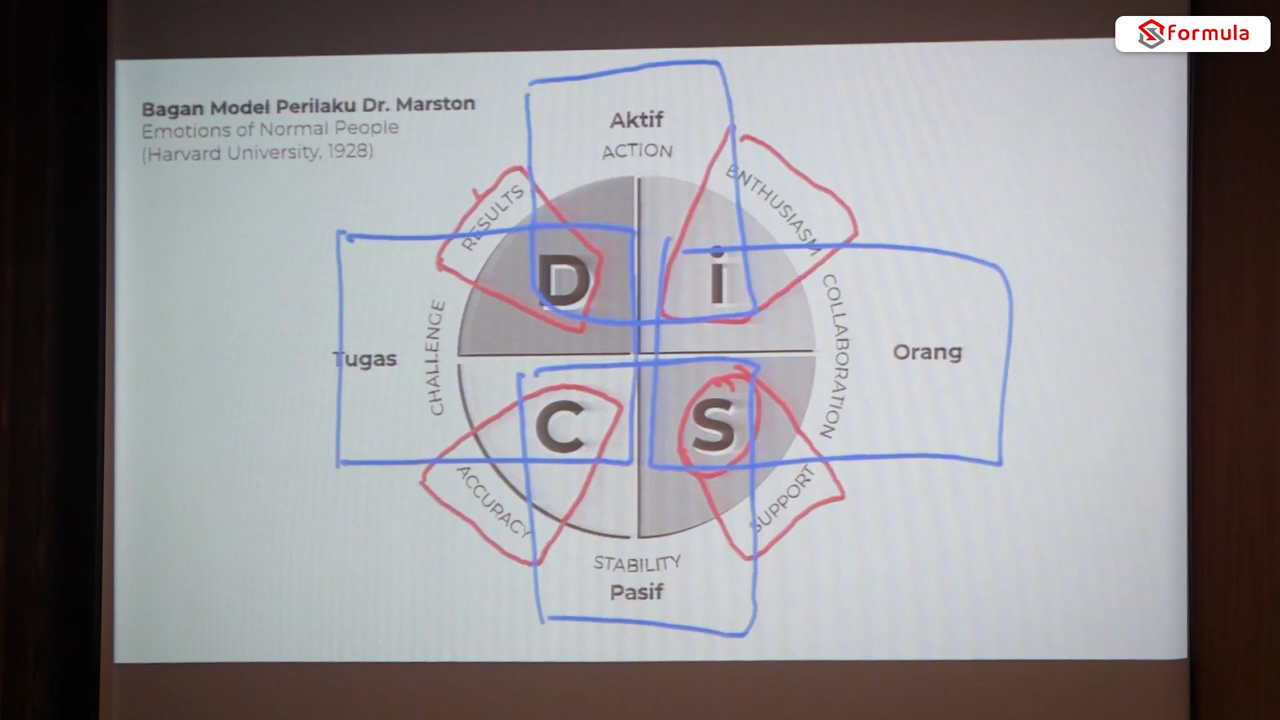 formula
Bagan Model Perilaku Dr. Marston
Emotions of Normal People
(Harvard University, 1928)
Aktif
ACTION
RESULTS
ENTHUSIASM
D
i
CHALLENGE
Tugas
COLLABORATION
Orang
C
S
ACCURACY
SUPPORT
STABILITY
Pasif